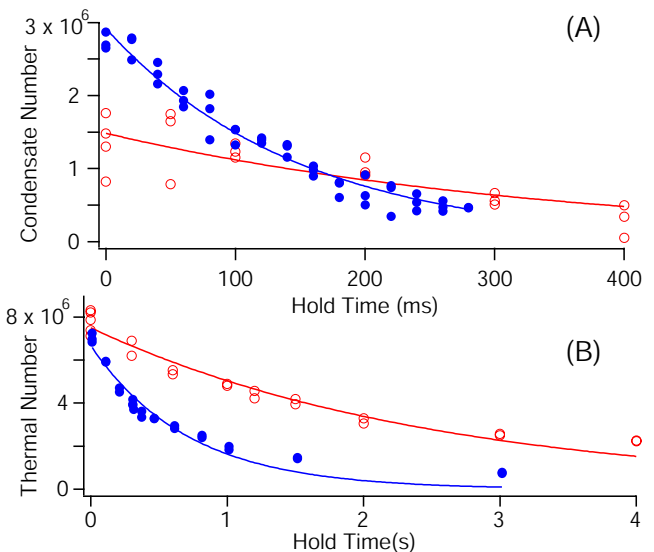 (A)
3 x 10^6
2
1
0
Condensate Number
0 100 200 300 400
Hold Time (ms)
(B)
8 x 10^6
4
0
Thermal Number
0 1 2 3 4
Hold Time(s)